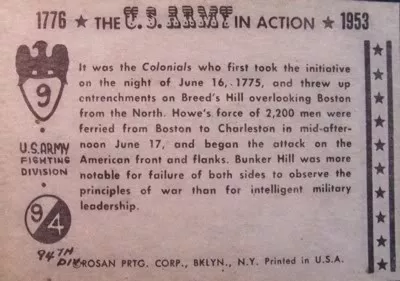 1776 ★ THE U.S. ARMY IN ACTION ★ 1953
It was the Colonials who first took the initiative
on the night of June 16, 1775, and threw up
entrenchments on Breed's Hill overlooking Boston
from the North. Howe's force of 2,200 men were
ferried from Boston to Charleston in mid-after-
noon June 17, and began the attack on the
American front and flanks. Bunker Hill was more
notable for failure of both sides to observe the
principles of war than for intelligent military
leadership.
9
U.S. ARMY
FIGHTING
DIVISION
9/4
94TH
DIV
©ROSAN PRTG. CORP., BKLYN., N.Y. Printed in U.S.A.